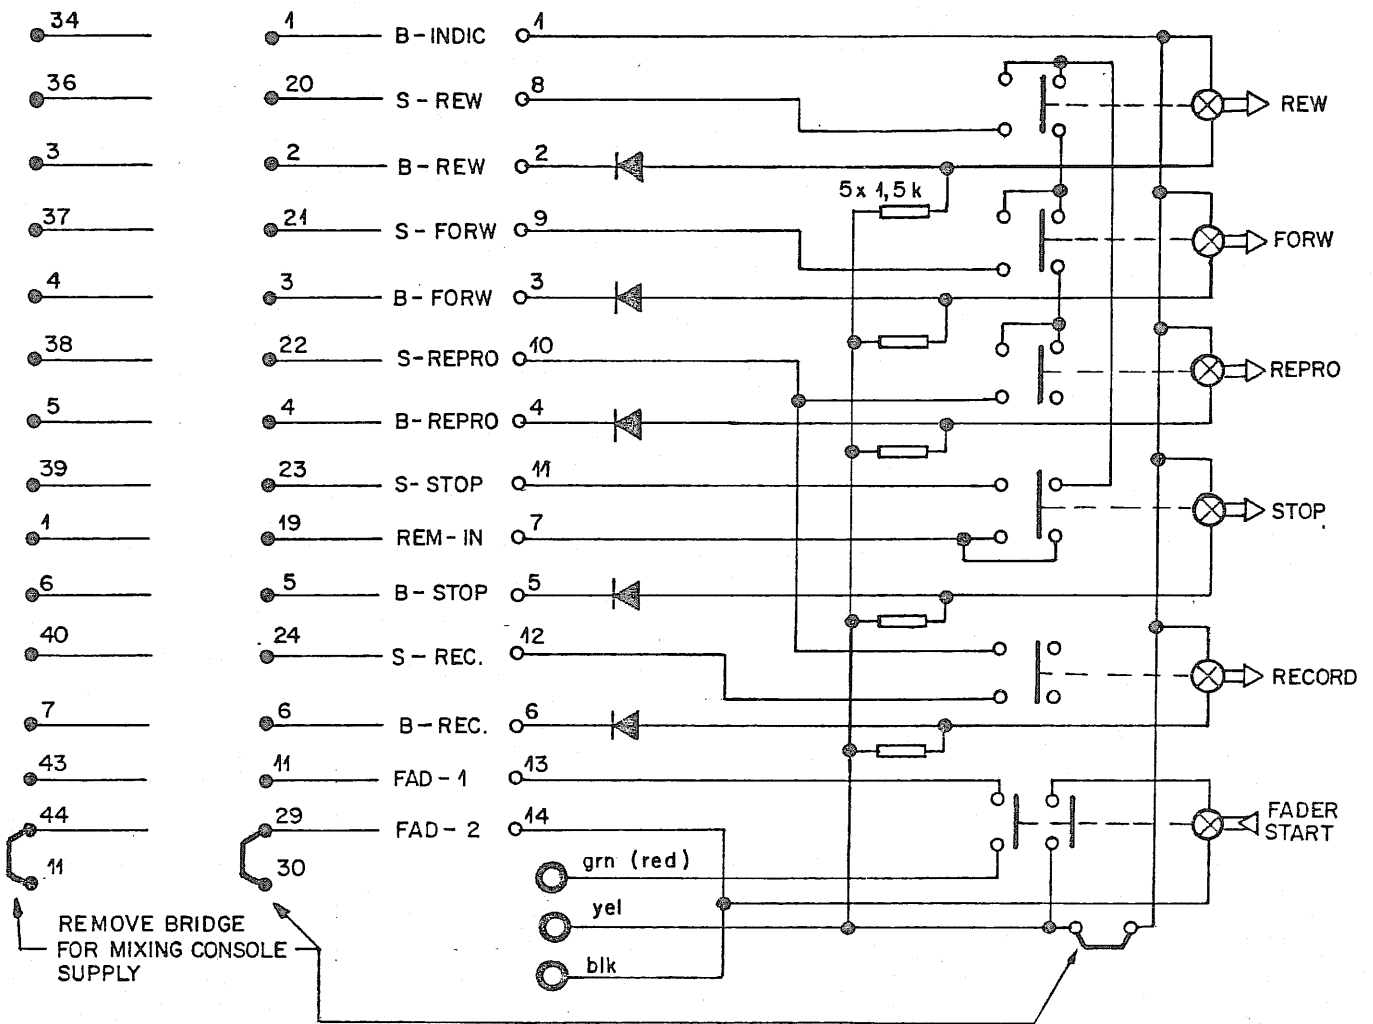 34 1 B-INDIC 1
36 20 S-REW 8 REW
3 2 B-REW 2
5x 1,5k
37 21 S-FORW 9 FORW
4 3 B-FORW 3
38 22 S-REPRO 10 REPRO
5 4 B-REPRO 4
39 23 S-STOP 11 STOP.
1 19 REM-IN 7
6 5 B-STOP 5
40 24 S-REC. 12 RECORD
7 6 B-REC. 6
43 11 FAD-1 13
44 29 FAD-2 14 FADER
START
11 30 grn (red)
yel
blk
REMOVE BRIDGE
FOR MIXING CONSOLE
SUPPLY